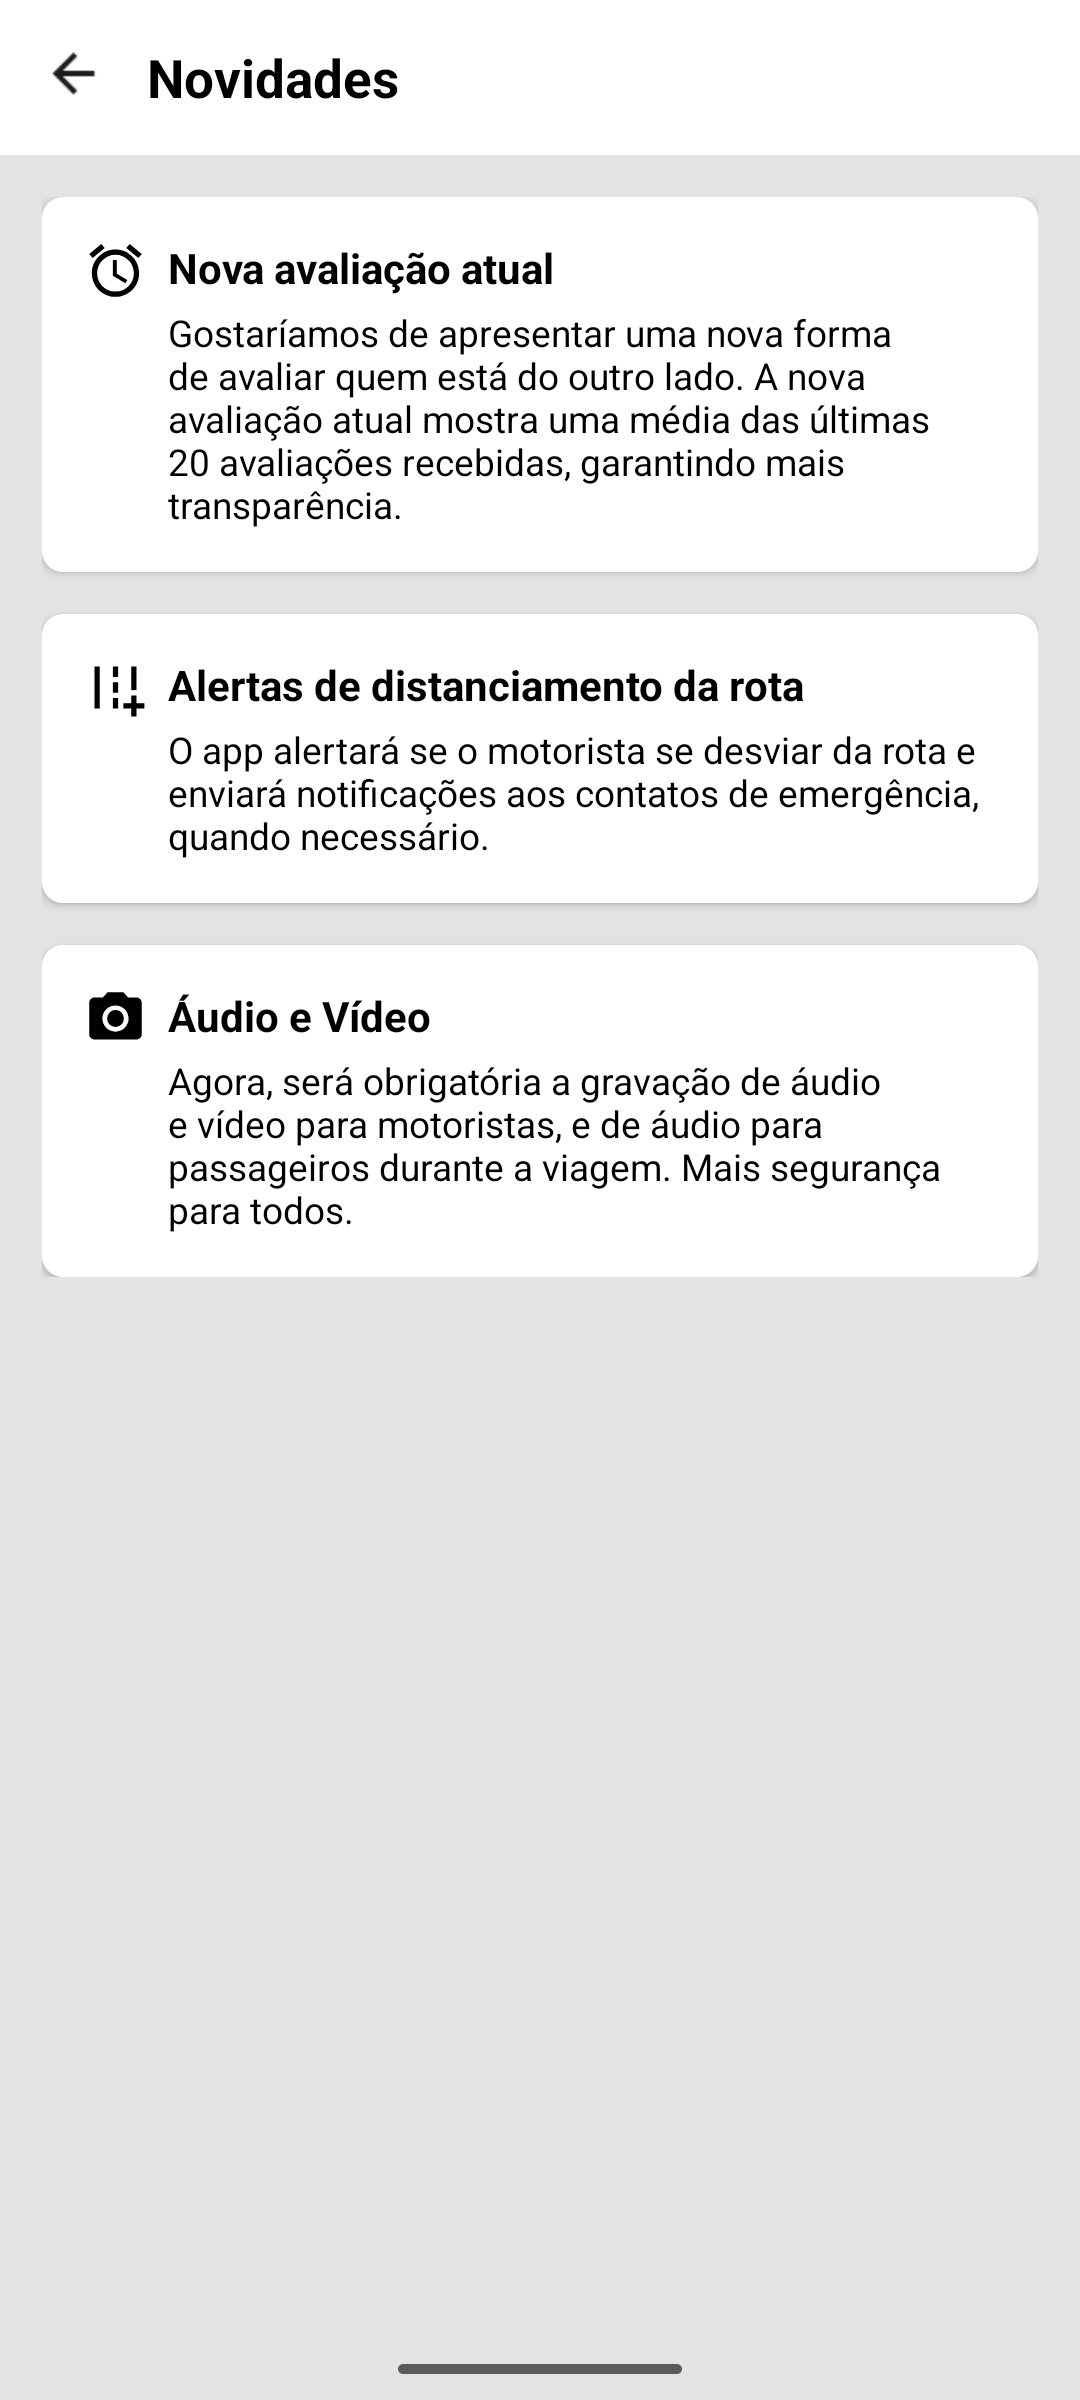 Novidades
Nova avaliação atual
Gostaríamos de apresentar uma nova forma
de avaliar quem está do outro lado. A nova
avaliação atual mostra uma média das últimas
20 avaliações recebidas, garantindo mais
transparência.
Alertas de distanciamento da rota
O app alertará se o motorista se desviar da rota e
enviará notificações aos contatos de emergência,
quando necessário.
Áudio e Vídeo
Agora, será obrigatória a gravação de áudio
e vídeo para motoristas, e de áudio para
passageiros durante a viagem. Mais segurança
para todos.